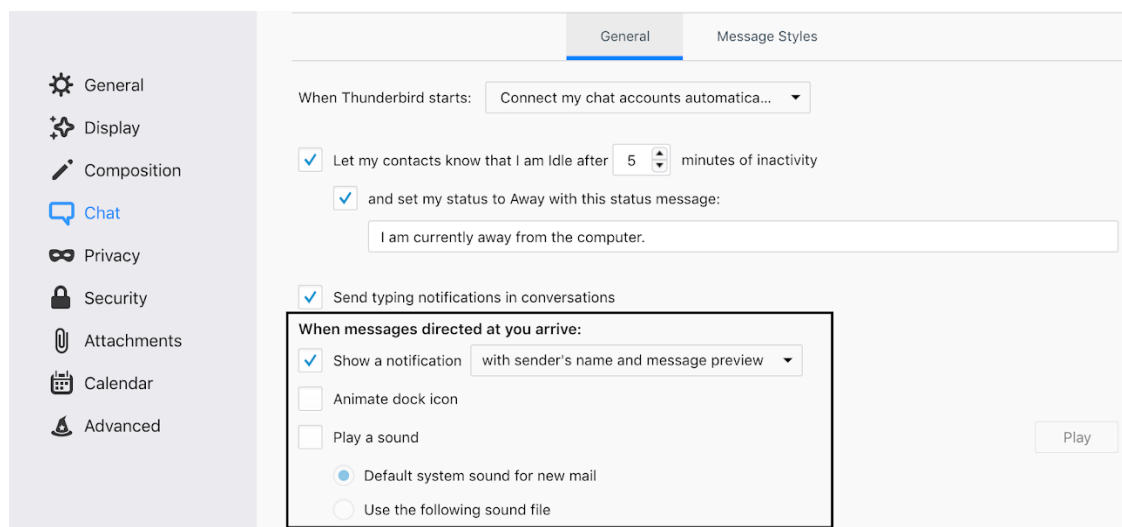 General
Display
Composition
Chat
Privacy
Security
Attachments
Calendar
Advanced
General Message Styles
When Thunderbird starts: Connect my chat accounts automatica...
Let my contacts know that I am Idle after 5 minutes of inactivity
and set my status to Away with this status message:
I am currently away from the computer.
Send typing notifications in conversations
When messages directed at you arrive:
Show a notification with sender's name and message preview
Animate dock icon
Play a sound Play
Default system sound for new mail
Use the following sound file